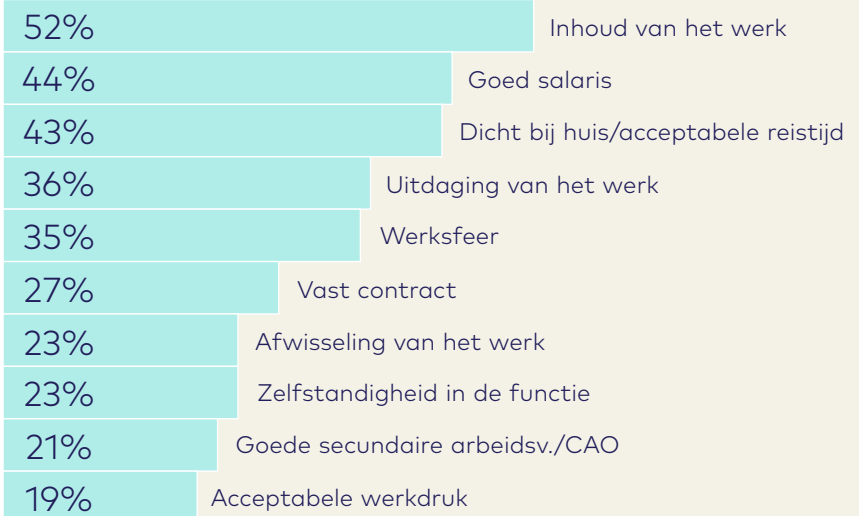 52% Inhoud van het werk
44% Goed salaris
43% Dicht bij huis/acceptabele reistijd
36% Uitdaging van het werk
35% Werksfeer
27% Vast contract
23% Afwisseling van het werk
23% Zelfstandigheid in de functie
21% Goede secundaire arbeidsv./CAO
19% Acceptabele werkdruk